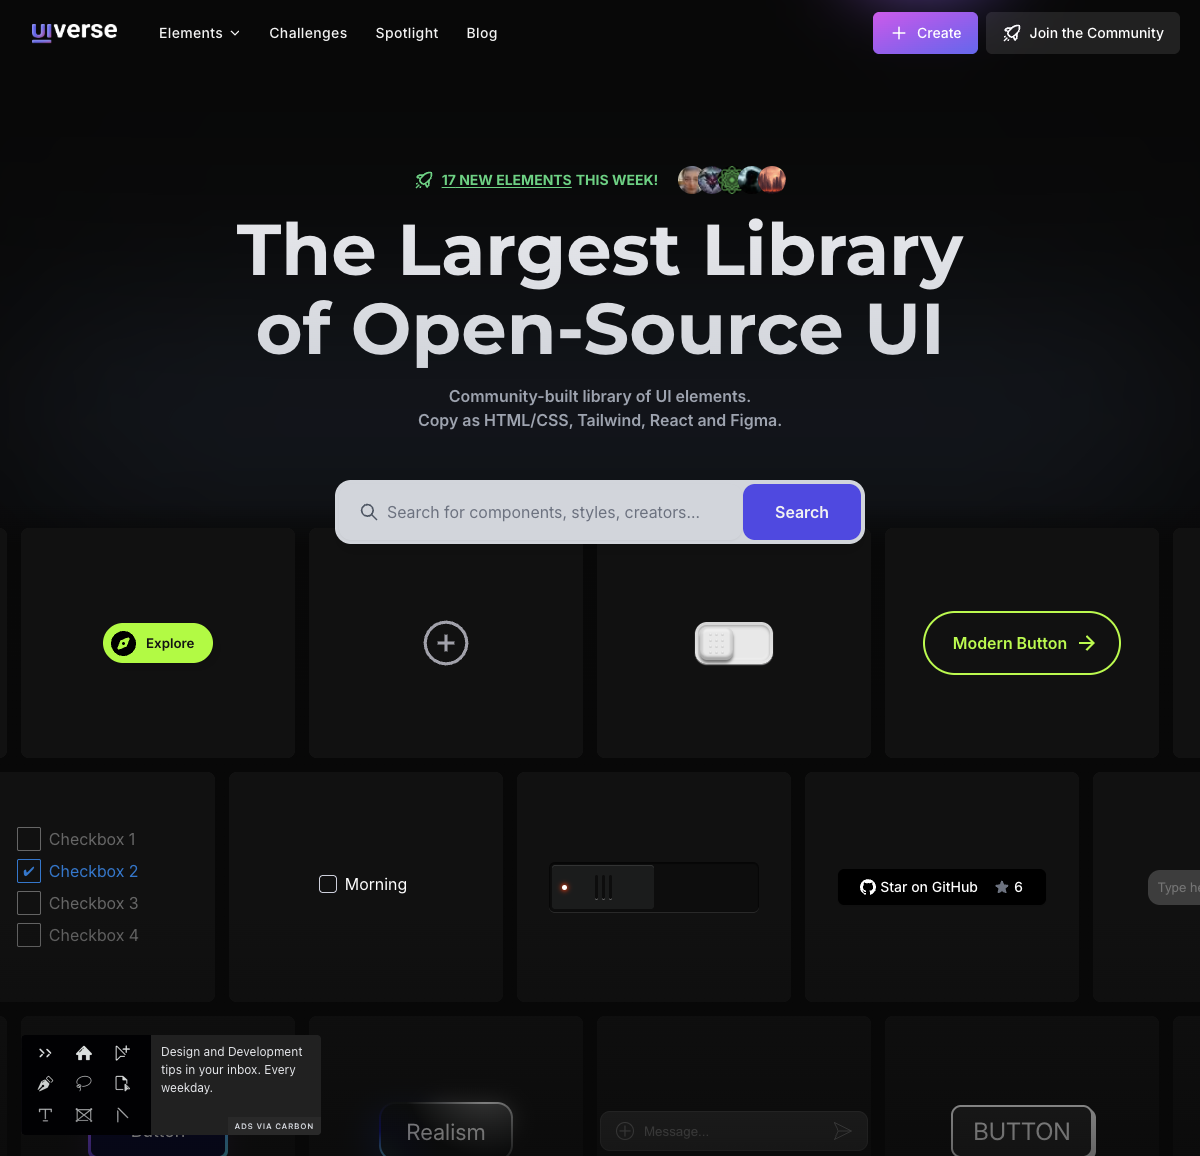 uiverse
Elements
Challenges
Spotlight
Blog
Create
Join the Community
17 NEW ELEMENTS THIS WEEK!
The Largest Library
of Open-Source UI
Community-built library of UI elements.
Copy as HTML/CSS, Tailwind, React and Figma.
Search for components, styles, creators...
Search
Explore
Modern Button
Checkbox 1
Checkbox 2
Checkbox 3
Checkbox 4
Morning
Star on GitHub
6
Type he
Design and Development
tips in your inbox. Every
weekday.
ADS VIA CARBON
Button
Realism
Message...
BUTTON